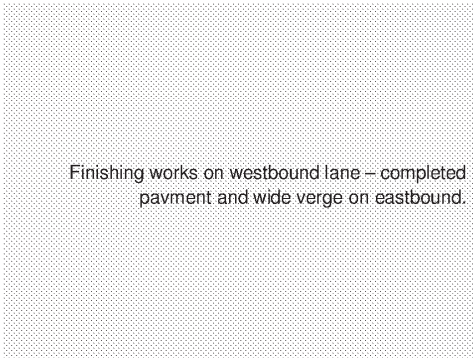 Finishing works on westbound lane – completed
pavment and wide verge on eastbound.